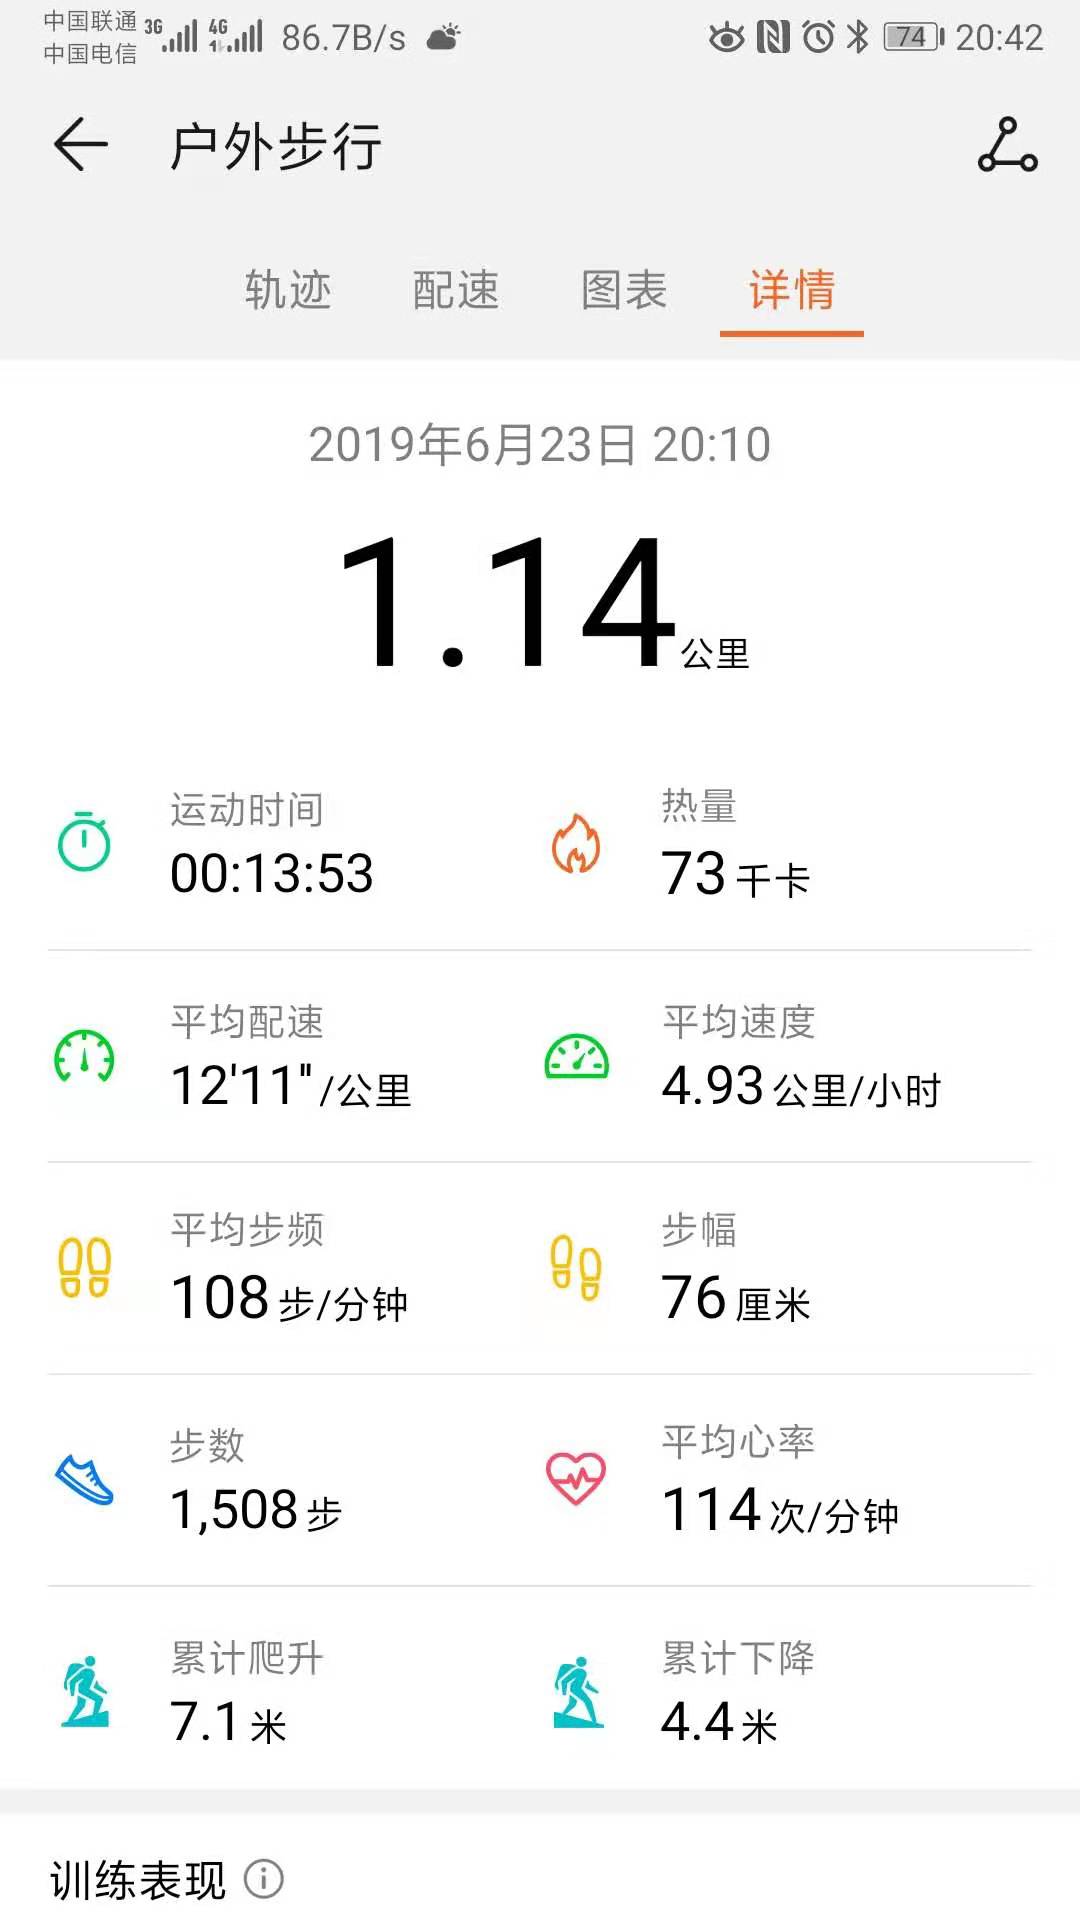 中国联通 3G 4G 86.7B/s 74 20:42
中国电信
户外步行
轨迹 配速 图表 详情
2019年6月23日 20:10
1.14公里
运动时间 热量
00:13:53 73千卡
平均配速 平均速度
12'11"/公里 4.93公里/小时
平均步频 步幅
108步/分钟 76厘米
步数 平均心率
1,508步 114次/分钟
累计爬升 累计下降
7.1米 4.4米
训练表现